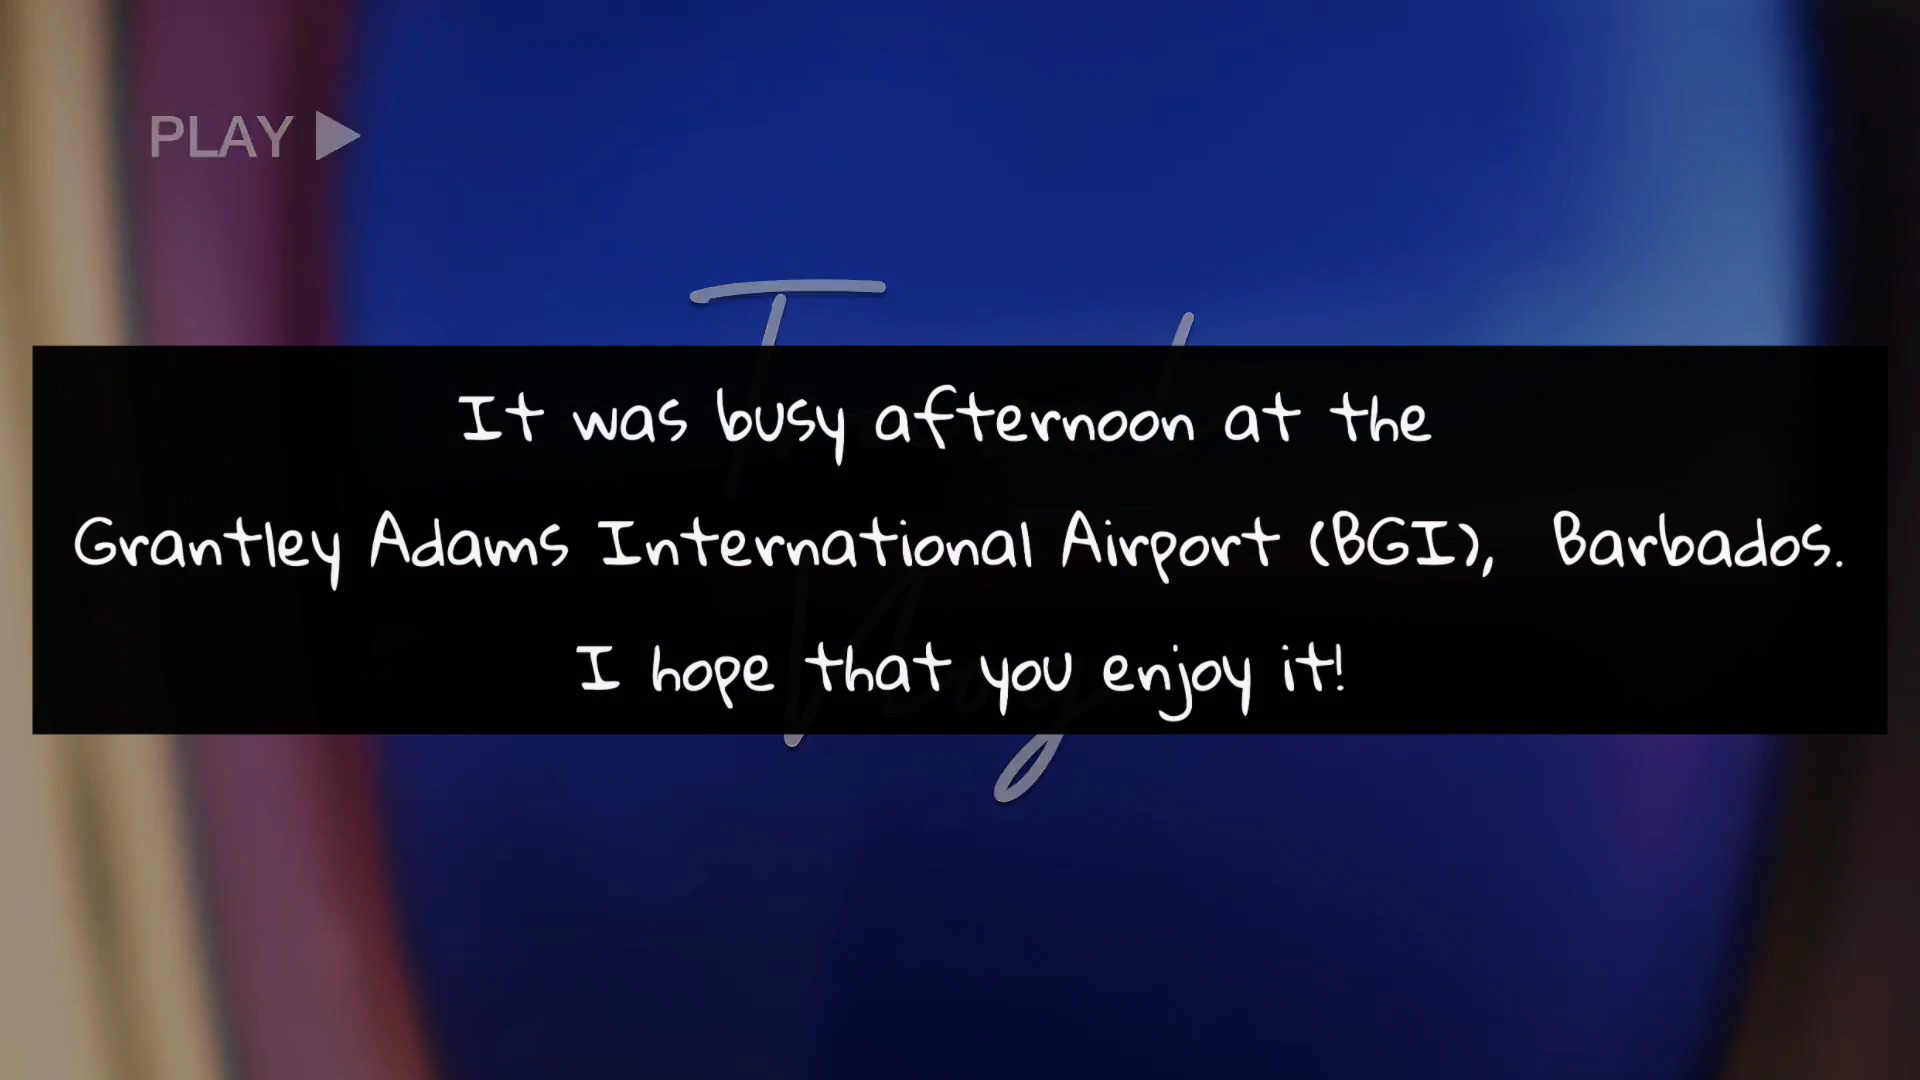 PLAY
It was busy afternoon at the
Grantley Adams International Airport (BGI), Barbados.
I hope that you enjoy it!